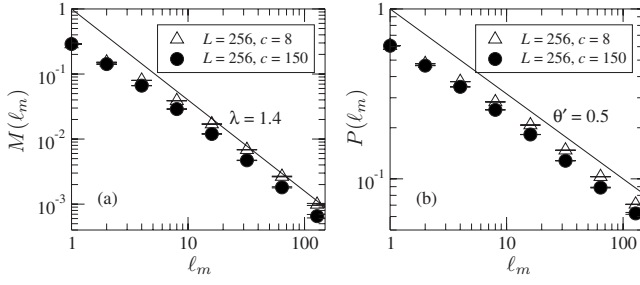 1
10⁻¹
10⁻²
10⁻³
M(ℓₘ)
L = 256, c = 8
L = 256, c = 150
λ = 1.4
(a)
1 10 100
ℓₘ
1
10⁻¹
P(ℓₘ)
L = 256, c = 8
L = 256, c = 150
θ′ = 0.5
(b)
1 10 100
ℓₘ